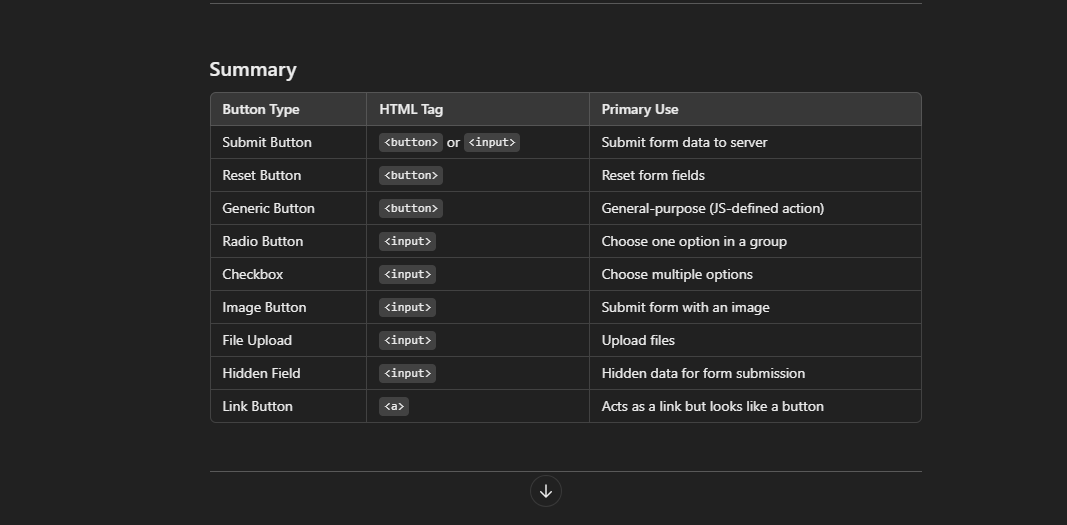 Summary
Button Type HTML Tag Primary Use
Submit Button <button> or <input> Submit form data to server
Reset Button <button> Reset form fields
Generic Button <button> General-purpose (JS-defined action)
Radio Button <input> Choose one option in a group
Checkbox <input> Choose multiple options
Image Button <input> Submit form with an image
File Upload <input> Upload files
Hidden Field <input> Hidden data for form submission
Link Button <a> Acts as a link but looks like a button